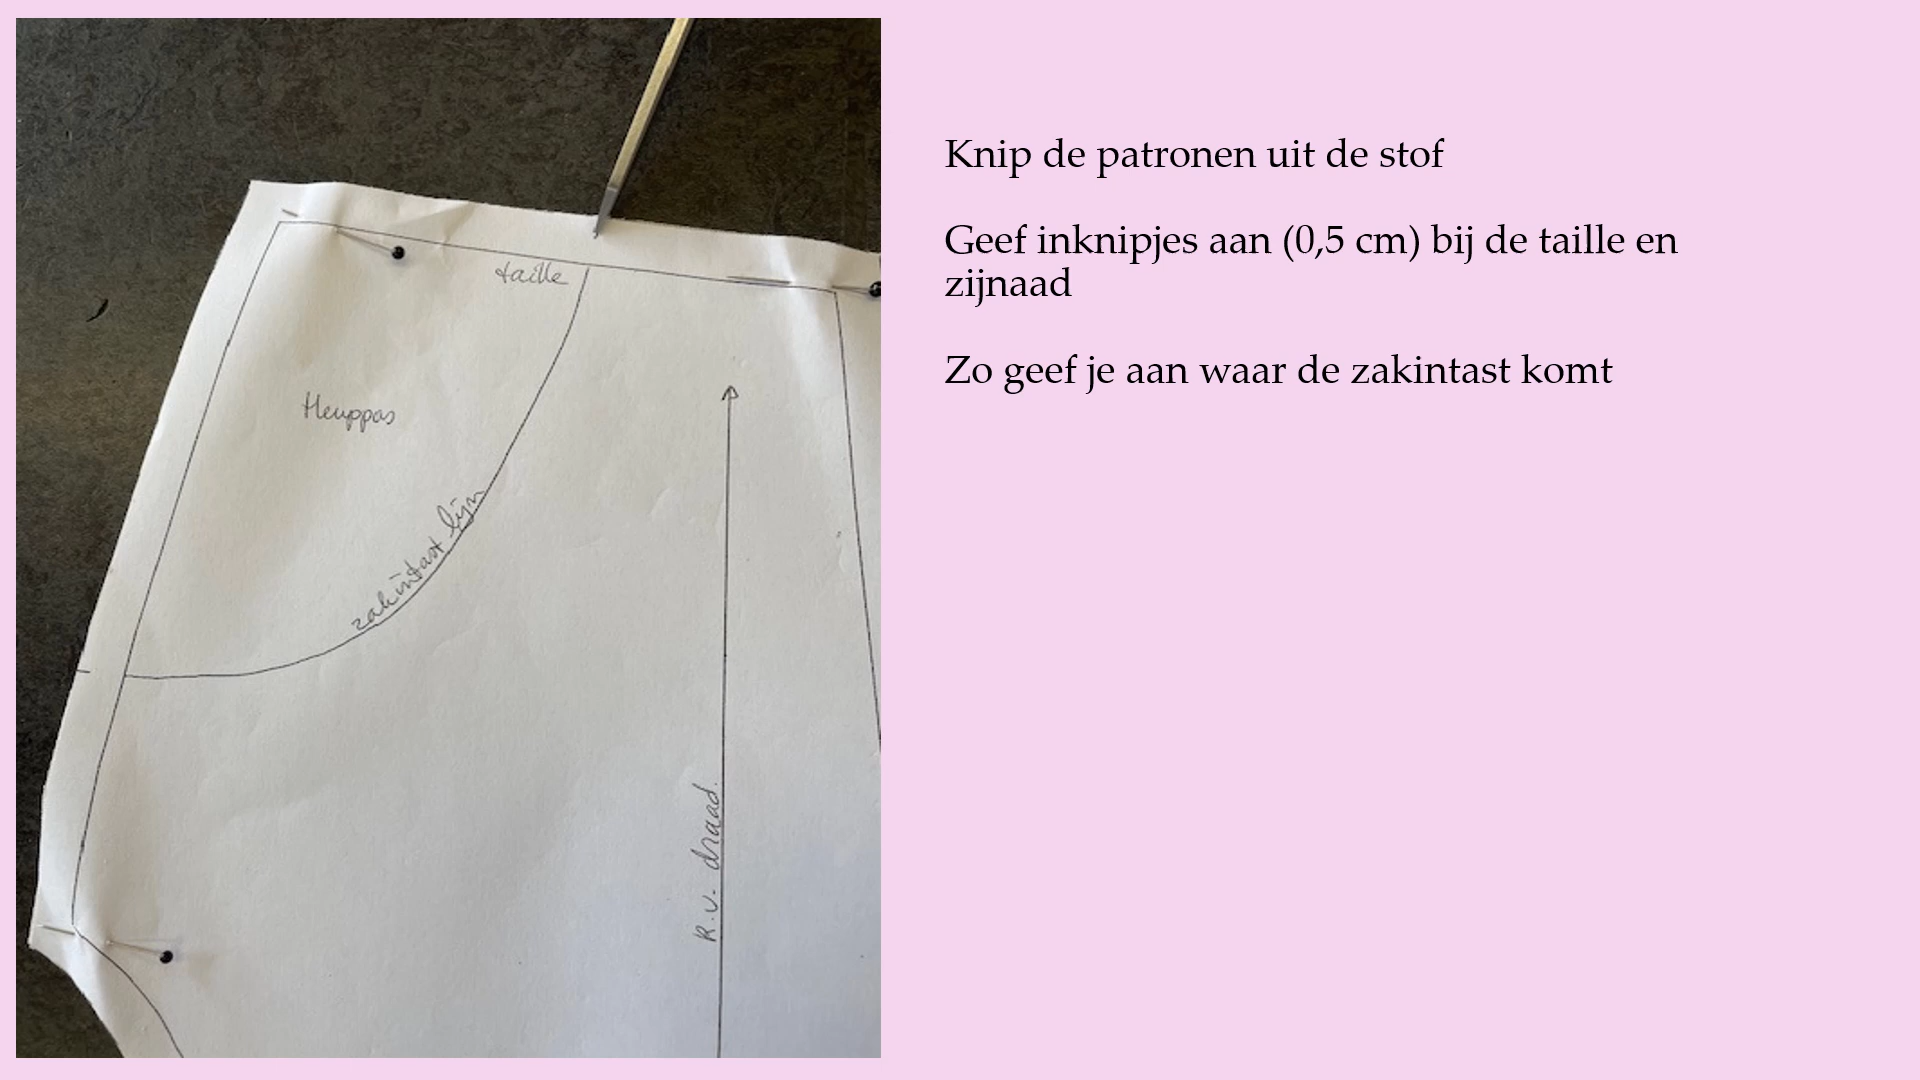 taille
Heuppas
zakintast lijn
R.v. draad.
Knip de patronen uit de stof
Geef inknipjes aan (0,5 cm) bij de taille en
zijnaad
Zo geef je aan waar de zakintast komt